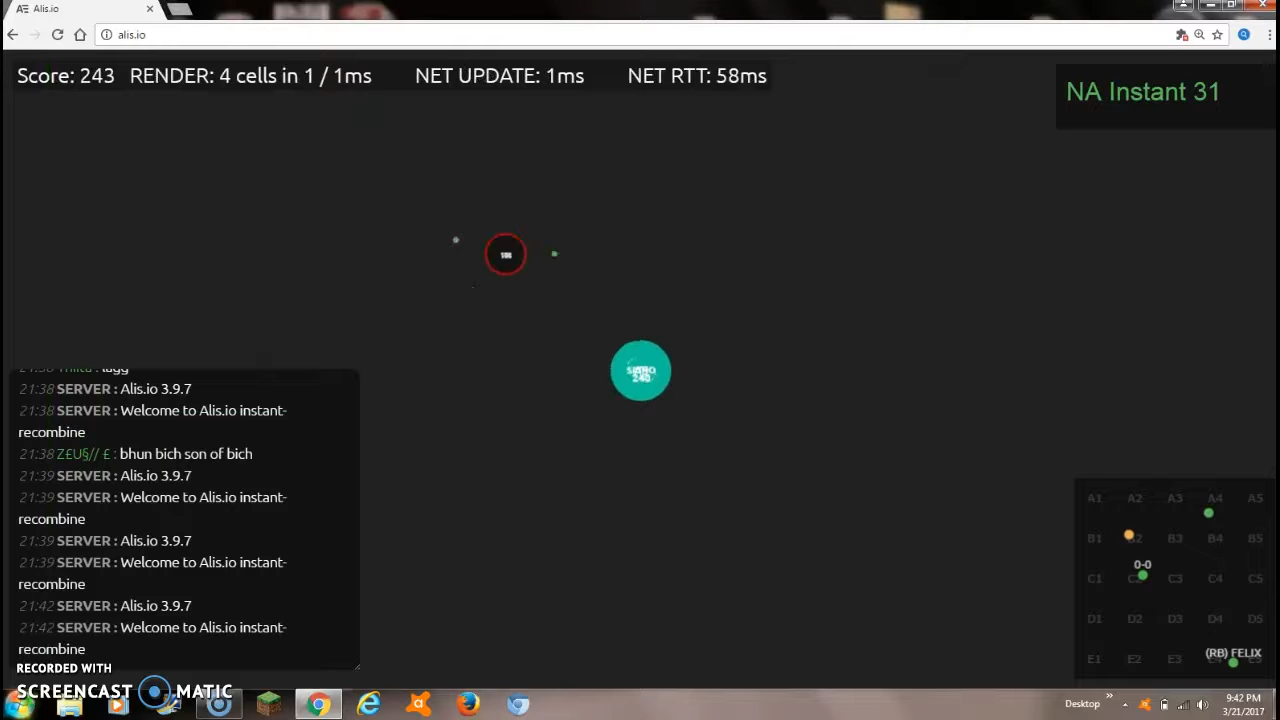 Alis.io
alis.io
Score: 243 RENDER: 4 cells in 1 / 1ms NET UPDATE: 1ms NET RTT: 58ms
NA Instant 31
lagg
21:38 SERVER : Alis.io 3.9.7
21:38 SERVER : Welcome to Alis.io instant-
recombine
21:38 Z£U§// £ : bhun bich son of bich
21:39 SERVER : Alis.io 3.9.7
21:39 SERVER : Welcome to Alis.io instant-
recombine
21:39 SERVER : Alis.io 3.9.7
21:39 SERVER : Welcome to Alis.io instant-
recombine
21:42 SERVER : Alis.io 3.9.7
21:42 SERVER : Welcome to Alis.io instant-
recombine
A1 A2 A3 A4 A5
B1 B2 B3 B4 B5
0-0
C1 C3 C4 C5
D1 D2 D3 D4 D5
(RB) FELIX
E1 E2 E3
RECORDED WITH
SCREENCAST MATIC
Desktop
9:42 PM
3/21/2017